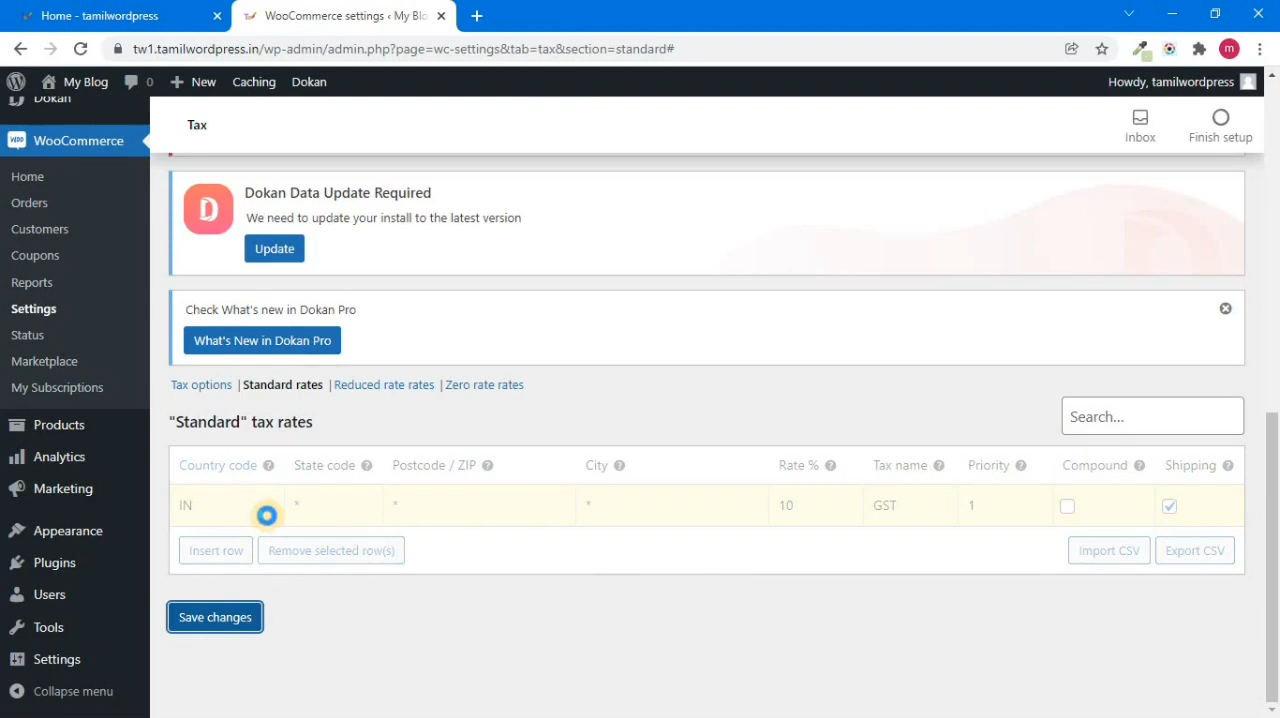 Home - tamilwordpress
WooCommerce settings ‹ My Blo
tw1.tamilwordpress.in/wp-admin/admin.php?page=wc-settings&tab=tax&section=standard#
m
My Blog
0
New
Caching
Dokan
Howdy, tamilwordpress
Dokan
WooCommerce
Home
Orders
Customers
Coupons
Reports
Settings
Status
Marketplace
My Subscriptions
Products
Analytics
Marketing
Appearance
Plugins
Users
Tools
Settings
Collapse menu
Tax
Inbox
Finish setup
Dokan Data Update Required
We need to update your install to the latest version
Update
Check What's new in Dokan Pro
What's New in Dokan Pro
Tax options | Standard rates | Reduced rate rates | Zero rate rates
"Standard" tax rates
Search...
Country code ? State code ? Postcode / ZIP ? City ? Rate % ? Tax name ? Priority ? Compound ? Shipping ?
IN * * * 10 GST 1
Insert row Remove selected row(s) Import CSV Export CSV
Save changes